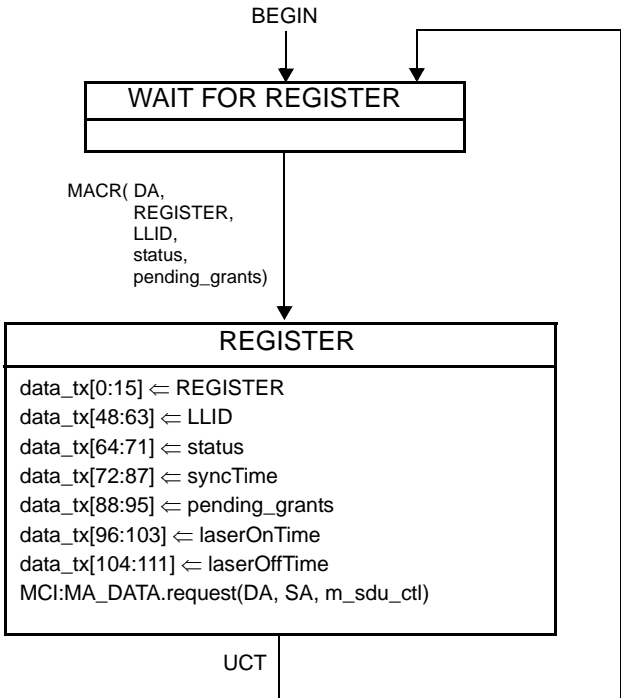 BEGIN
WAIT FOR REGISTER
MACR( DA,
REGISTER,
LLID,
status,
pending_grants)
REGISTER
data_tx[0:15] ⇐ REGISTER
data_tx[48:63] ⇐ LLID
data_tx[64:71] ⇐ status
data_tx[72:87] ⇐ syncTime
data_tx[88:95] ⇐ pending_grants
data_tx[96:103] ⇐ laserOnTime
data_tx[104:111] ⇐ laserOffTime
MCI:MA_DATA.request(DA, SA, m_sdu_ctl)
UCT